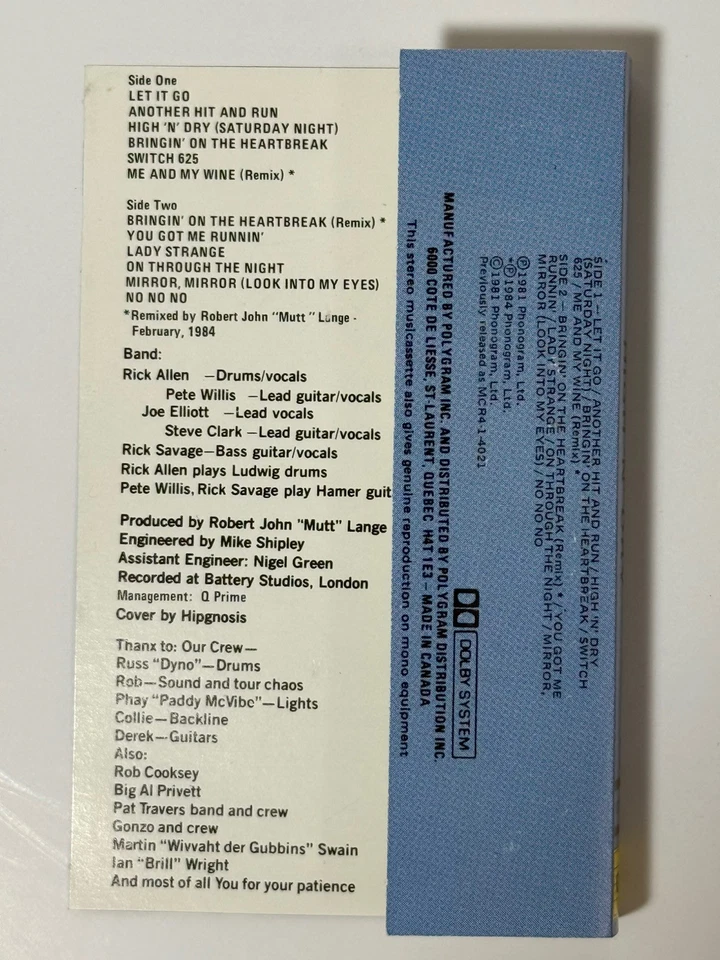 Side One
LET IT GO
ANOTHER HIT AND RUN
HIGH 'N' DRY (SATURDAY NIGHT)
BRINGIN' ON THE HEARTBREAK
SWITCH 625
ME AND MY WINE (Remix) *
Side Two
BRINGIN' ON THE HEARTBREAK (Remix) *
YOU GOT ME RUNNIN'
LADY STRANGE
ON THROUGH THE NIGHT
MIRROR, MIRROR (LOOK INTO MY EYES)
NO NO NO
*Remixed by Robert John "Mutt" Lange -
February, 1984
Band:
Rick Allen —Drums/vocals
Pete Willis —Lead guitar/vocals
Joe Elliott —Lead vocals
Steve Clark —Lead guitar/vocals
Rick Savage—Bass guitar/vocals
Rick Allen plays Ludwig drums
Pete Willis, Rick Savage play Hamer guit
Produced by Robert John "Mutt" Lange
Engineered by Mike Shipley
Assistant Engineer: Nigel Green
Recorded at Battery Studios, London
Management: Q Prime
Cover by Hipgnosis
Thanx to: Our Crew—
Russ "Dyno"—Drums
Rob—Sound and tour chaos
Phay "Paddy McVibe"—Lights
Collie—Backline
Derek—Guitars
Also:
Rob Cooksey
Big Al Privett
Pat Travers band and crew
Gonzo and crew
Martin "Wivvaht der Gubbins" Swain
Ian "Brill" Wright
And most of all You for your patience
SIDE 1—LET IT GO / ANOTHER HIT AND RUN / HIGH 'N' DRY
(SATURDAY NIGHT) / BRINGIN' ON THE HEARTBREAK / SWITCH
625 / ME AND MY WINE (Remix) *
SIDE 2 – BRINGIN' ON THE HEARTBREAK (Remix) * / YOU GOT ME
RUNNIN' / LADY STRANGE / ON THROUGH THE NIGHT / MIRROR,
MIRROR (LOOK INTO MY EYES) / NO NO NO
℗1981 Phonogram, Ltd.
*℗1984 Phonogram, Ltd.
©1981 Phonogram, Ltd.
Previously released as MCR4-1-4021
DOLBY SYSTEM
MANUFACTURED BY POLYGRAM INC. AND DISTRIBUTED BY POLYGRAM DISTRIBUTION INC.
6000 COTE DE LIESSE, ST LAURENT, QUEBEC H4T 1E3 – MADE IN CANADA
This stereo musicassette also gives genuine reproduction on mono equipment